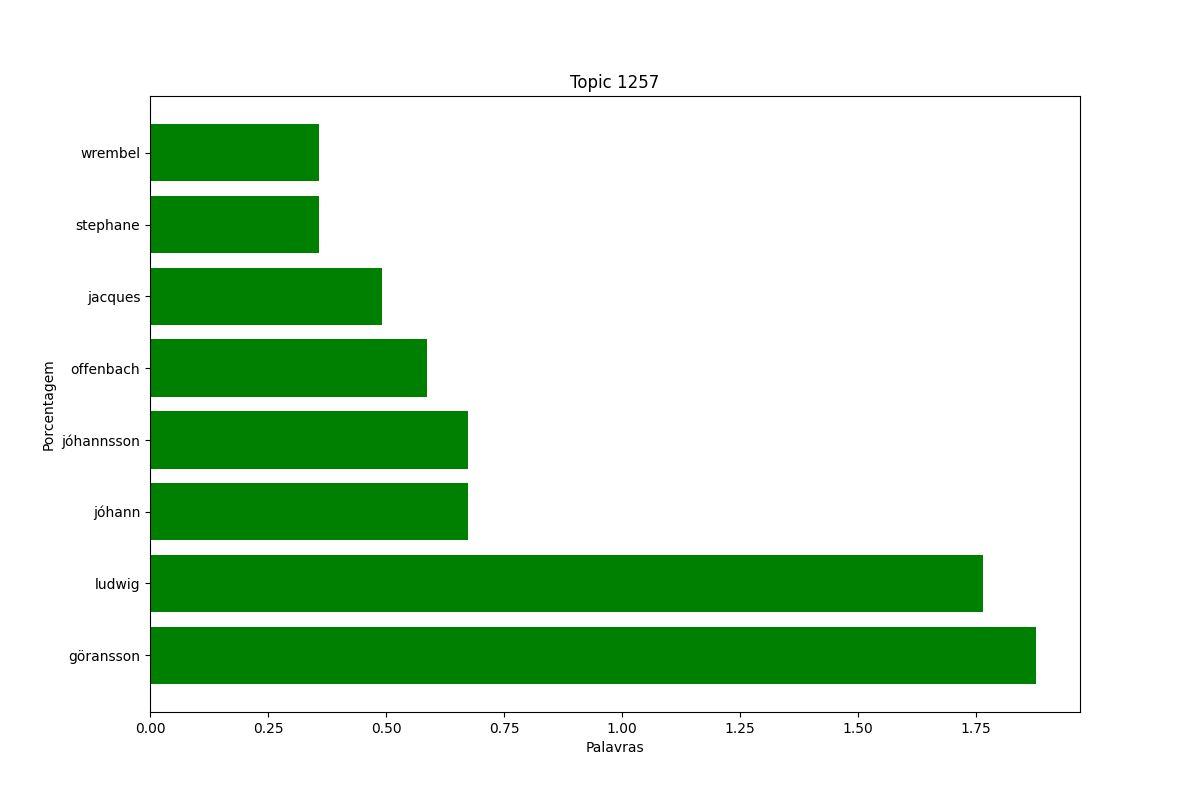 Topic 1257
wrembel
stephane
jacques
offenbach
jóhannsson
jóhann
ludwig
göransson
Porcentagem
0.00 0.25 0.50 0.75 1.00 1.25 1.50 1.75
Palavras